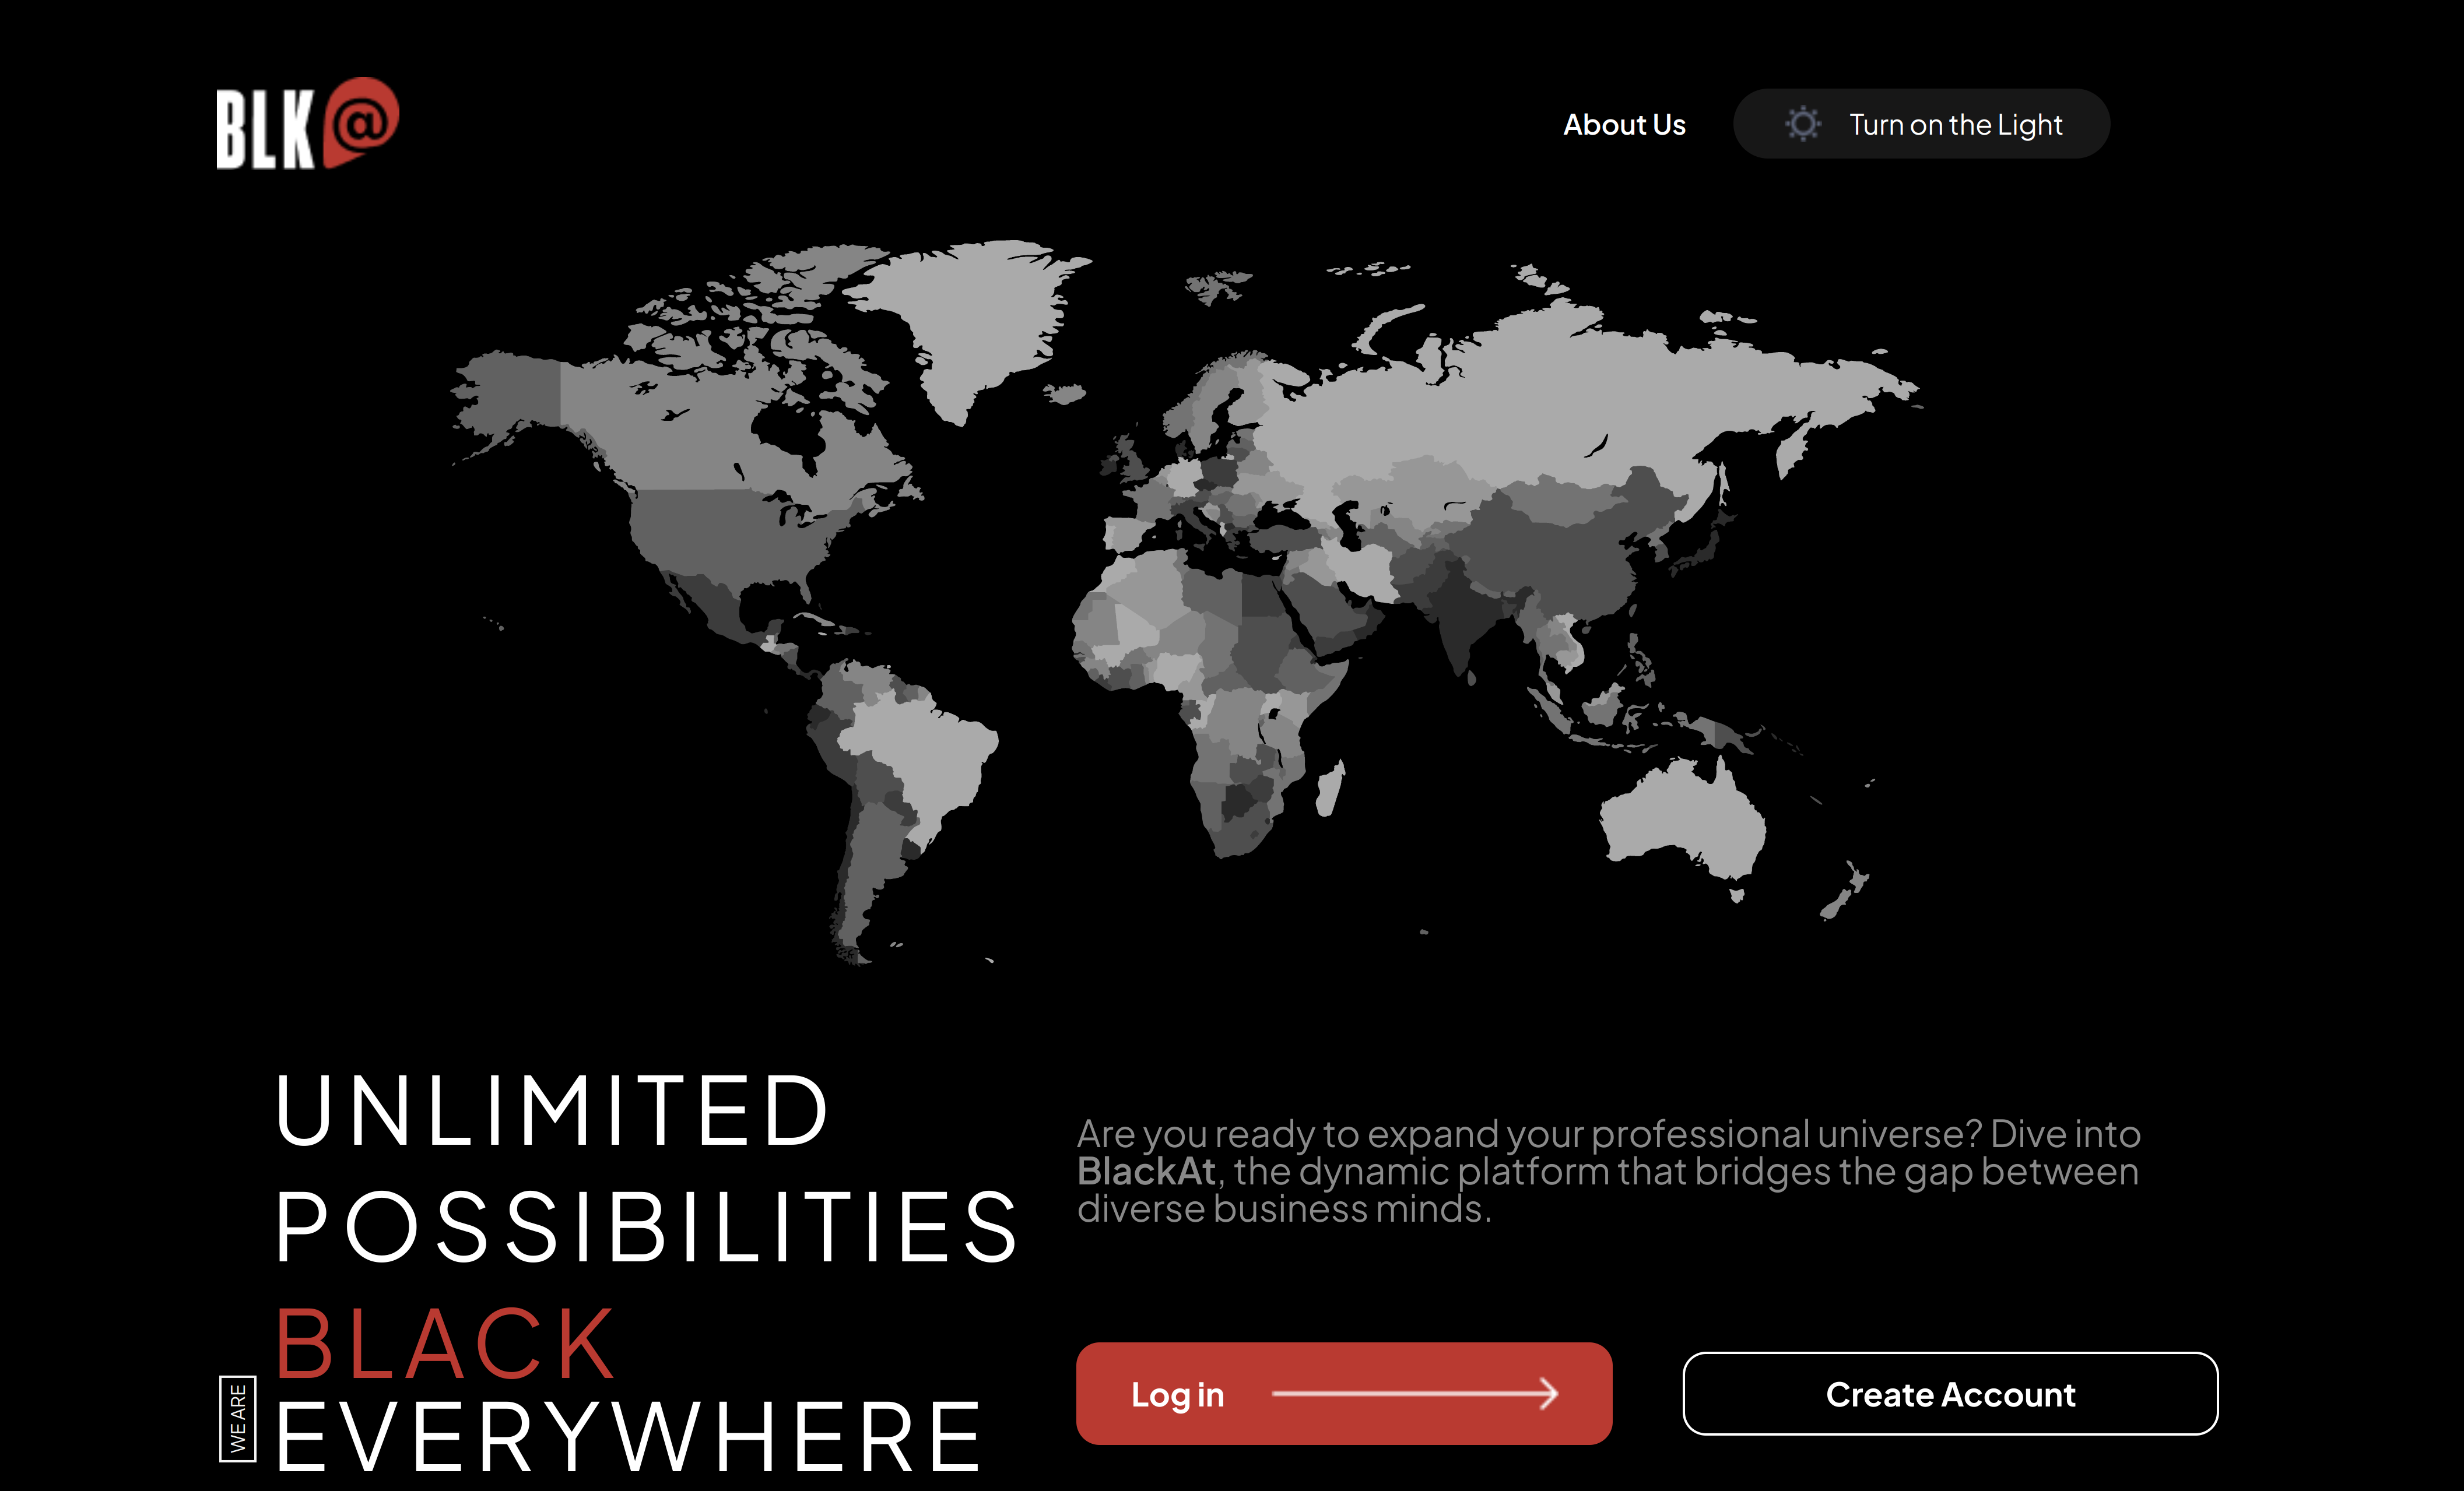 BLK@
About Us
Turn on the Light
UNLIMITED
POSSIBILITIES
BLACK
WE ARE
EVERYWHERE
Are you ready to expand your professional universe? Dive into
BlackAt, the dynamic platform that bridges the gap between
diverse business minds.
Log in
Create Account